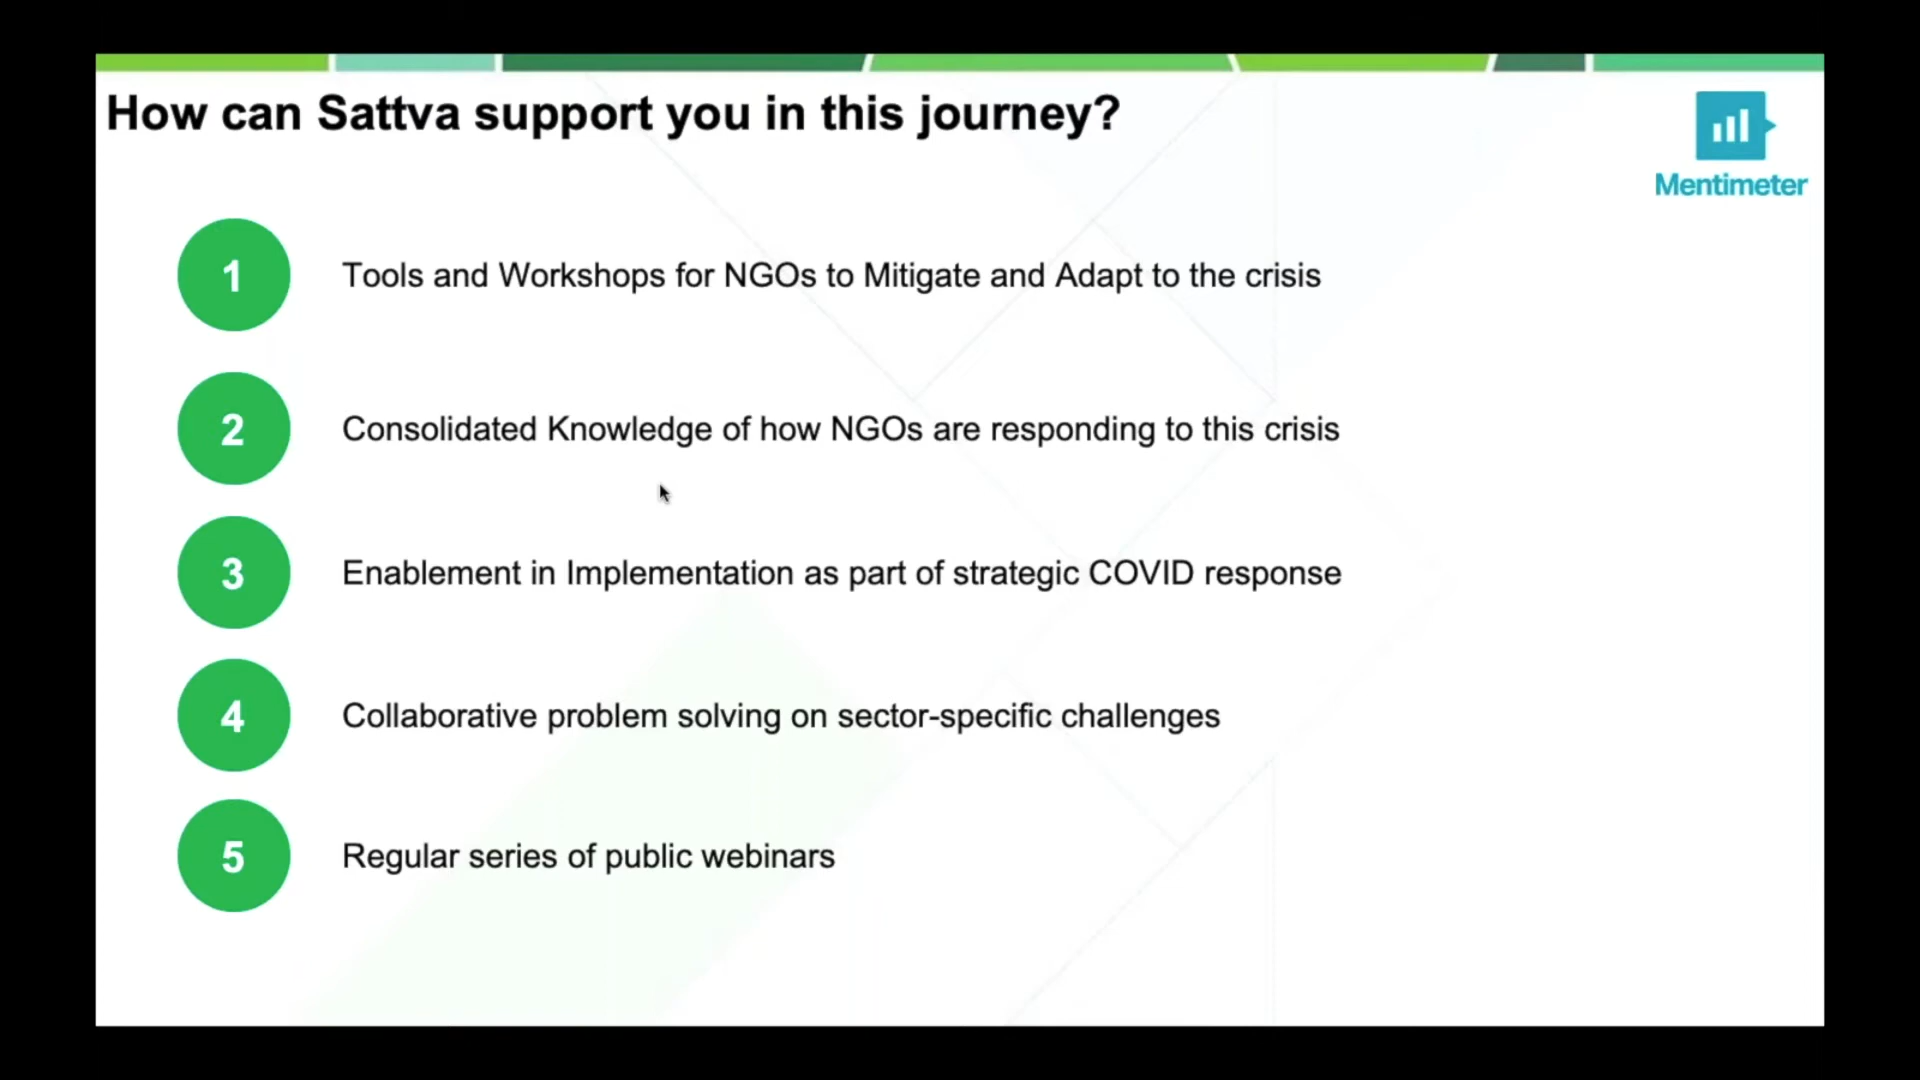 How can Sattva support you in this journey?
Mentimeter
1
Tools and Workshops for NGOs to Mitigate and Adapt to the crisis
2
Consolidated Knowledge of how NGOs are responding to this crisis
3
Enablement in Implementation as part of strategic COVID response
4
Collaborative problem solving on sector-specific challenges
5
Regular series of public webinars